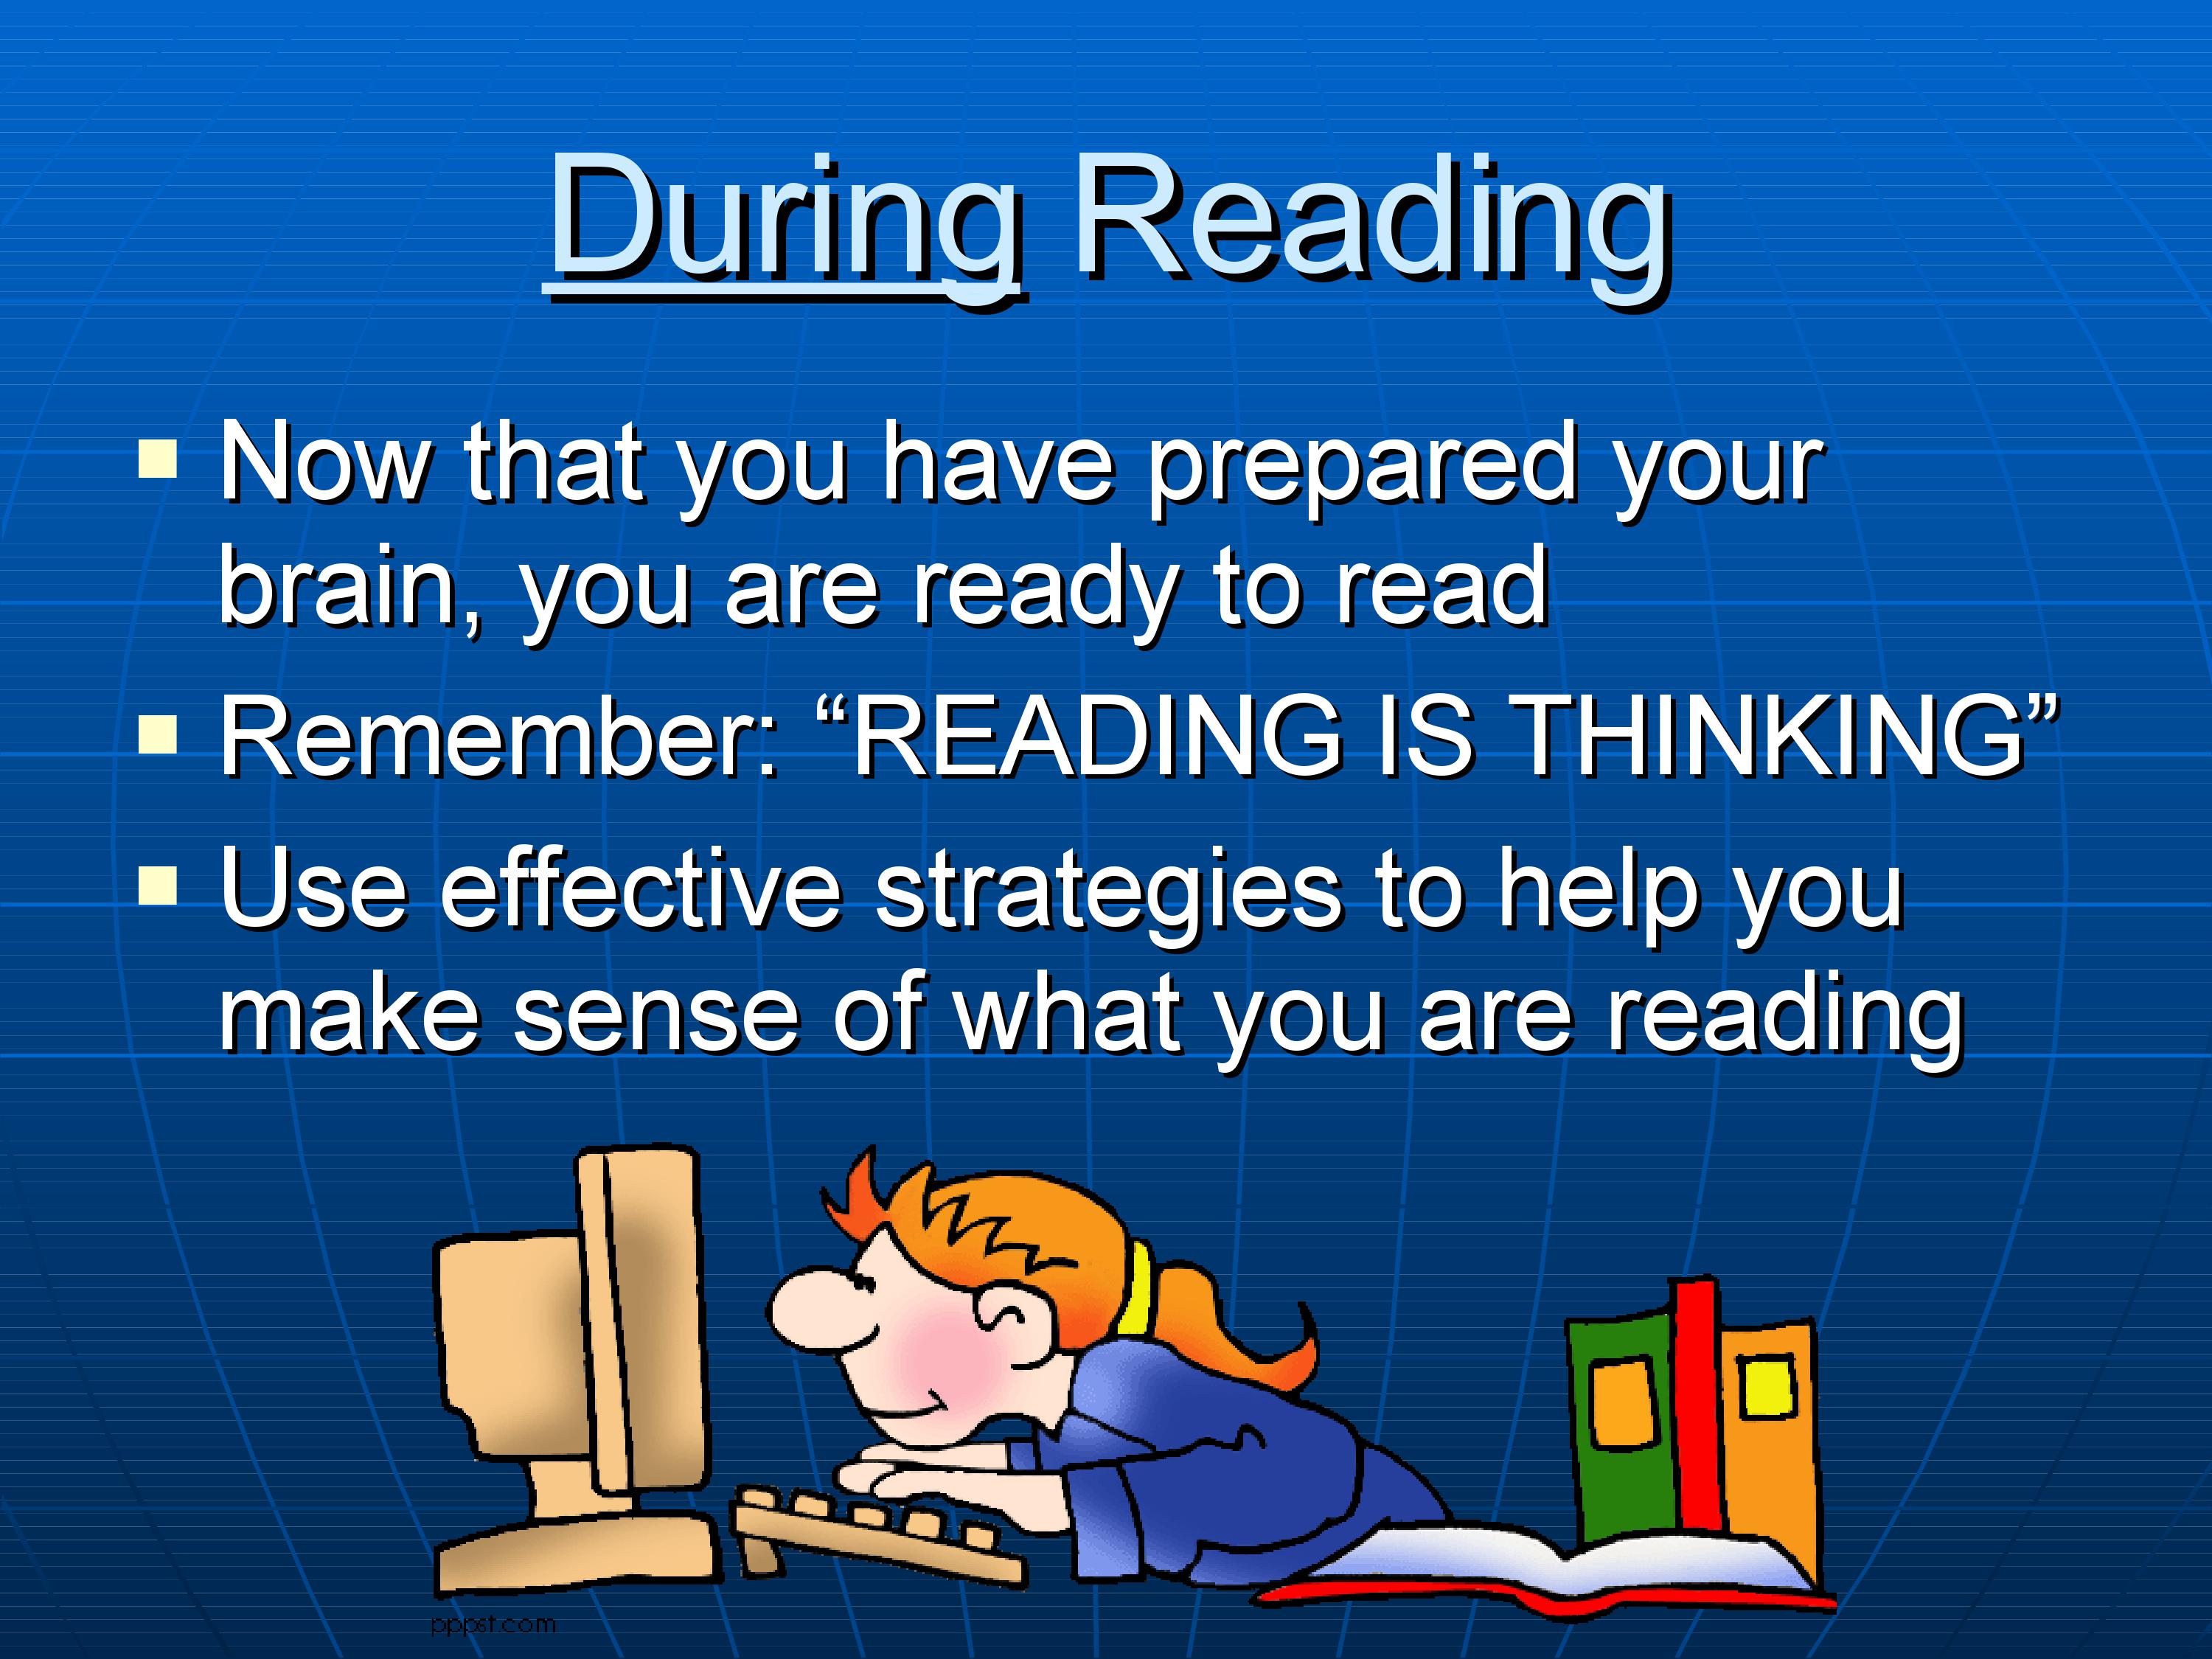 During Reading
Now that you have prepared your
brain, you are ready to read
Remember: “READING IS THINKING”
Use effective strategies to help you
make sense of what you are reading
pppst.com